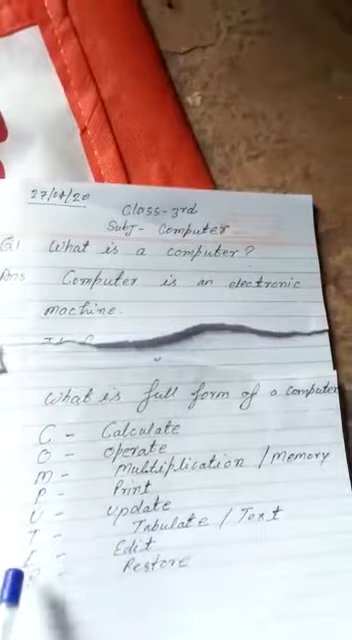 27/04/20
Class-3rd
Subj- Computer
Q1 What is a computer?
Ans Computer is an electronic
machine.
What is full form of a computer
C - Calculate
O - operate
M - Multiplication / Memory
P - Print
U - update
T - Tabulate / Text
E - Edit
R - Restore